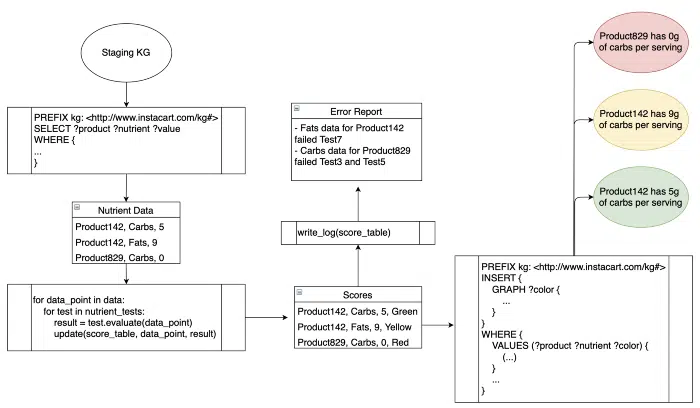 Staging KG
PREFIX kg: <http://www.instacart.com/kg#>
SELECT ?product ?nutrient ?value
WHERE {
...
}
Nutrient Data
Product142, Carbs, 5
Product142, Fats, 9
Product829, Carbs, 0
for data_point in data:
for test in nutrient_tests:
result = test.evaluate(data_point)
update(score_table, data_point, result)
Error Report
- Fats data for Product142
failed Test7
- Carbs data for Product829
failed Test3 and Test5
write_log(score_table)
Scores
Product142, Carbs, 5, Green
Product142, Fats, 9, Yellow
Product829, Carbs, 0, Red
PREFIX kg: <http://www.instacart.com/kg#>
INSERT {
GRAPH ?color {
...
}
}
WHERE {
VALUES (?product ?nutrient ?color) {
(...)
}
...
}
Product829 has 0g
of carbs per serving
Product142 has 9g
of carbs per serving
Product142 has 5g
of carbs per serving